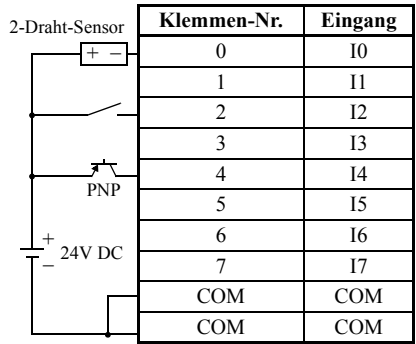 2-Draht-Sensor
+ −
PNP
+
24V DC
−
Klemmen-Nr. Eingang
0 I0
1 I1
2 I2
3 I3
4 I4
5 I5
6 I6
7 I7
COM COM
COM COM